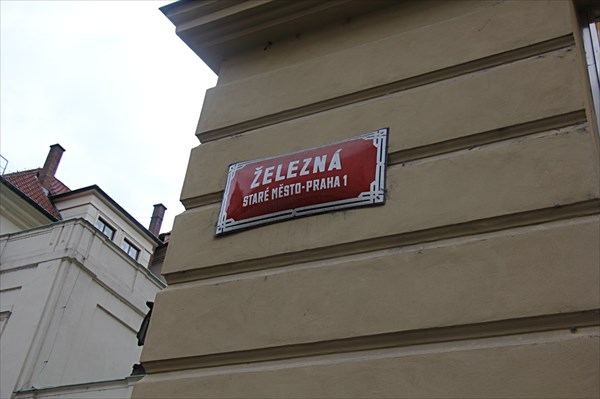 ŽELEZNÁ
STARÉ MĚSTO-PRAHA 1